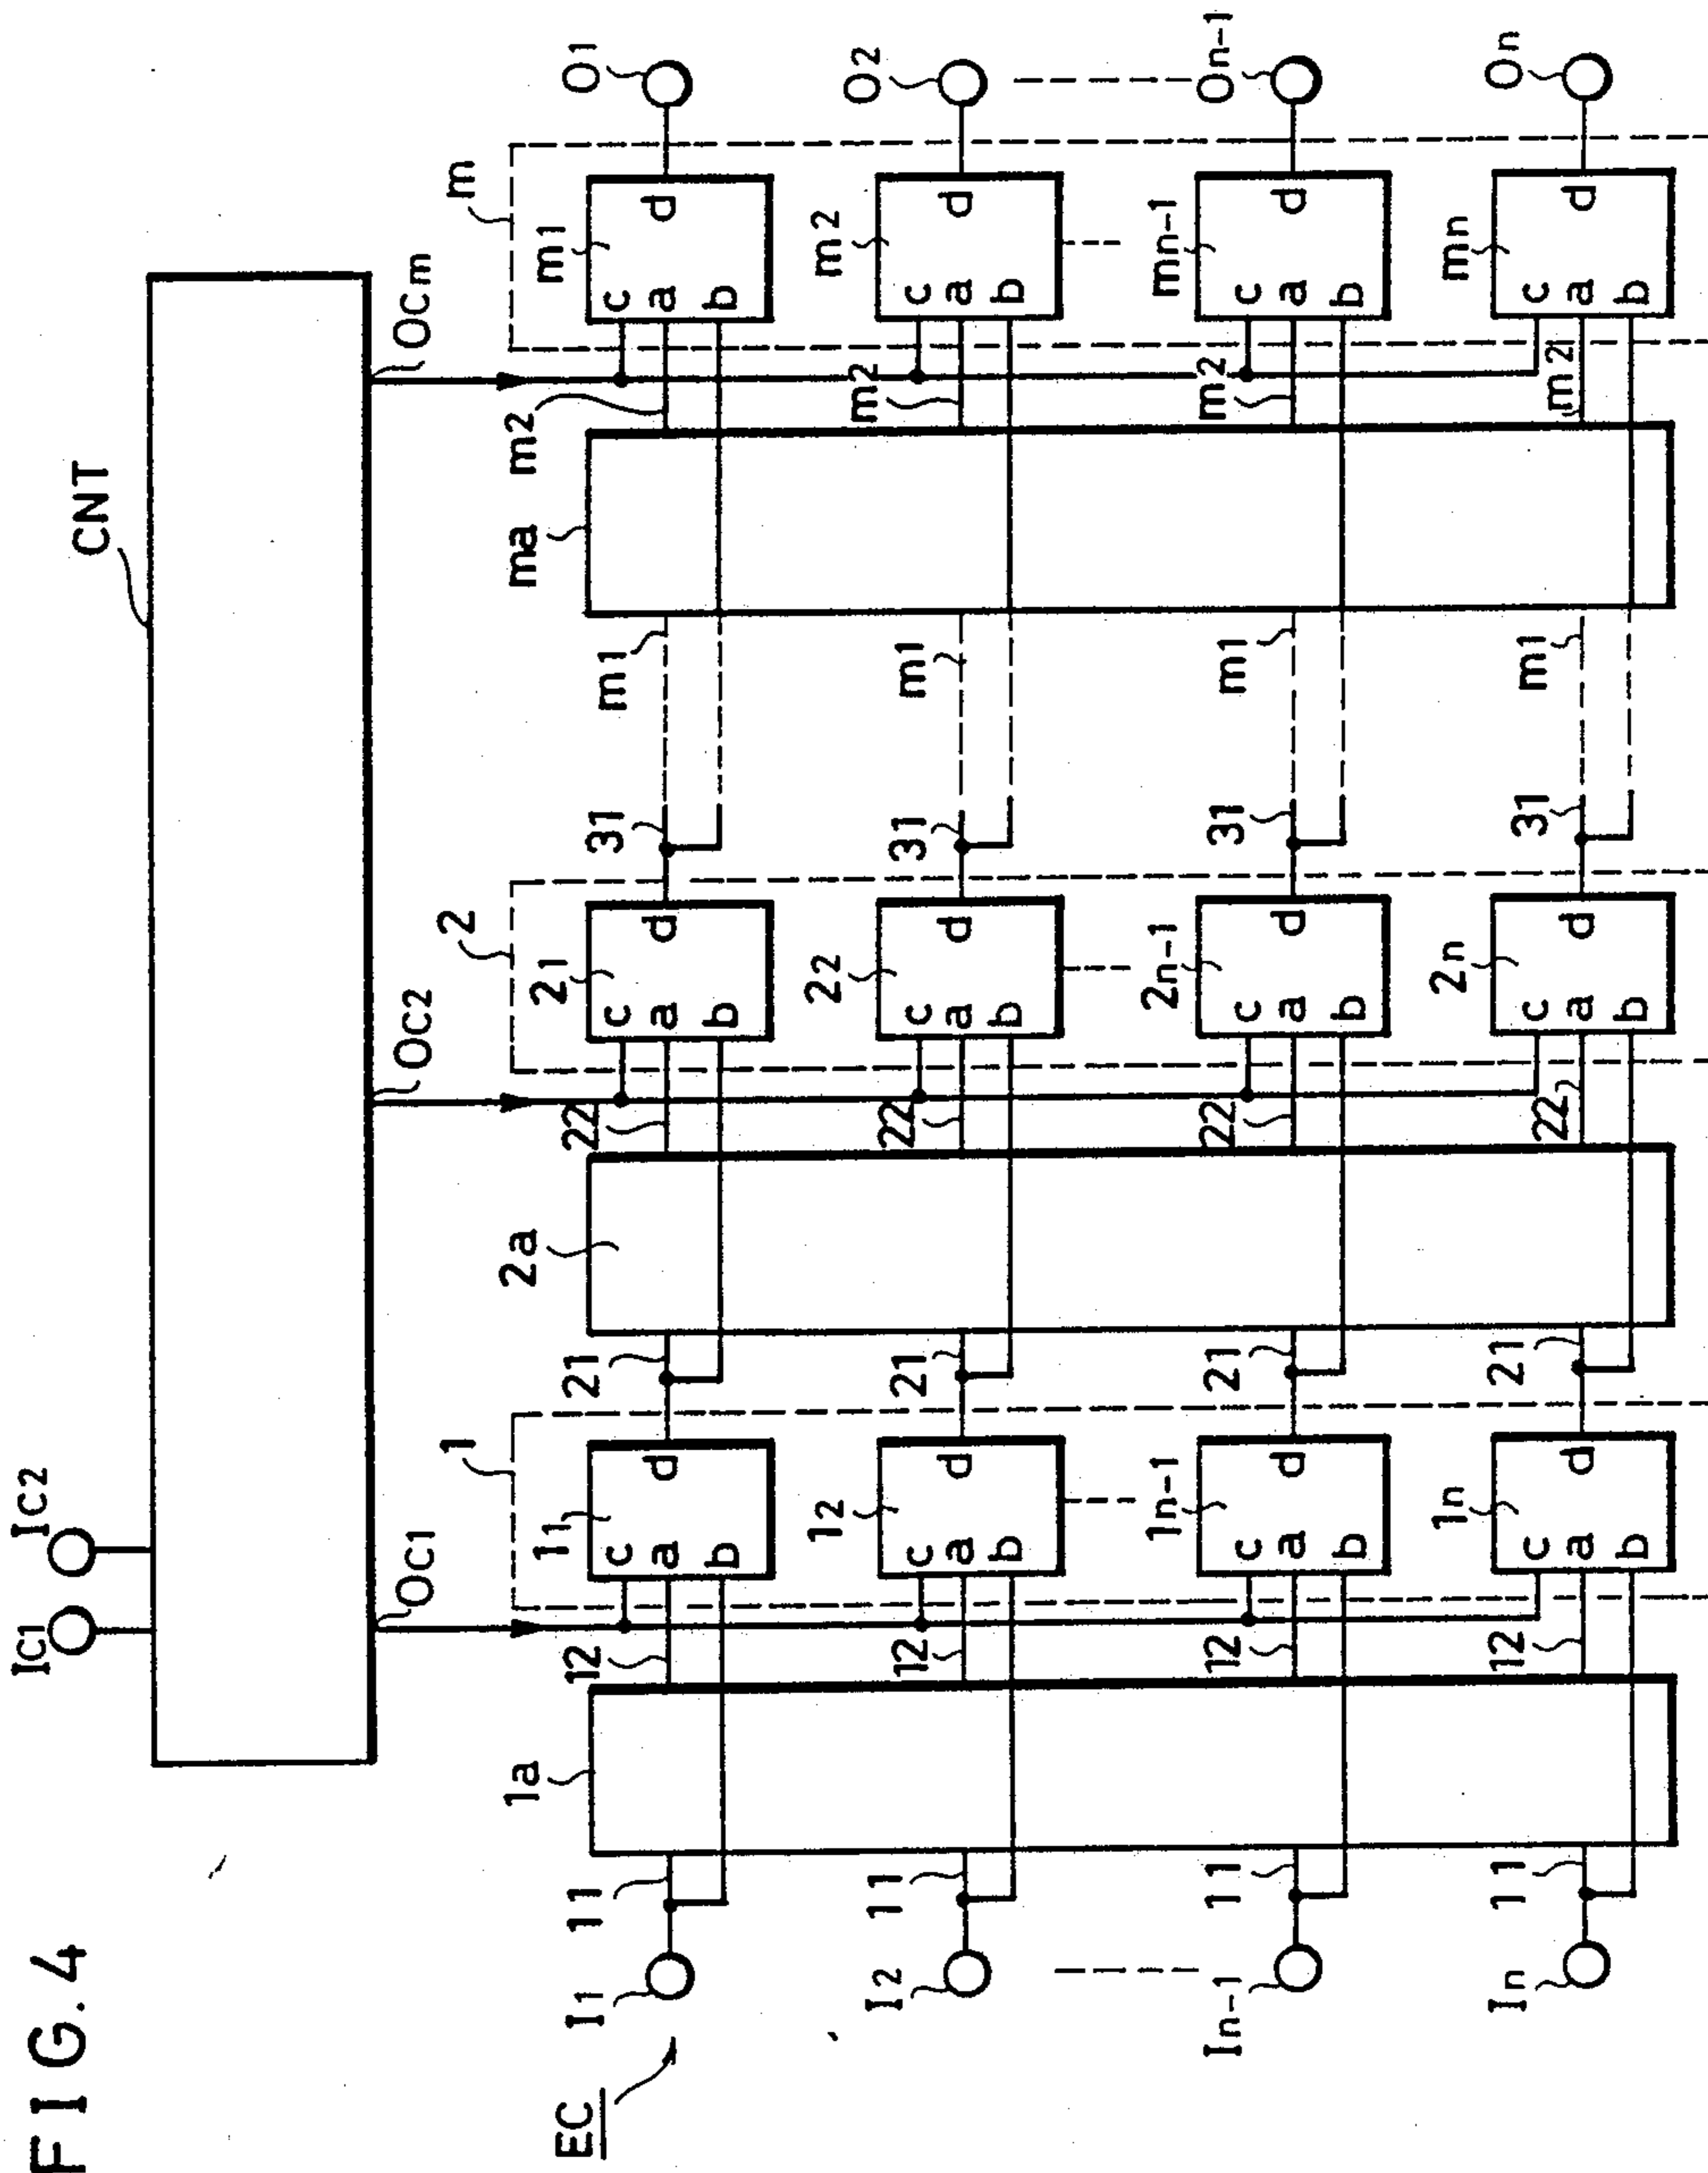 FIG.4
IC1 IC2
CNT
OC1 OC2 OCm
EC
1a 1 2a 2 ma m
I1 11 12 11 c a b d 21 22 21 c a b d 31 m1 m2 m1 c a b d O1
I2 11 12 12 c a b d 21 22 22 c a b d 31 m1 m2 m2 c a b d O2
In-1 11 12 1n-1 c a b d 21 22 2n-1 c a b d 31 m1 m2 mn-1 c a b d On-1
In 11 12 1n c a b d 21 22 2n c a b d 31 m1 m2 mn c a b d On